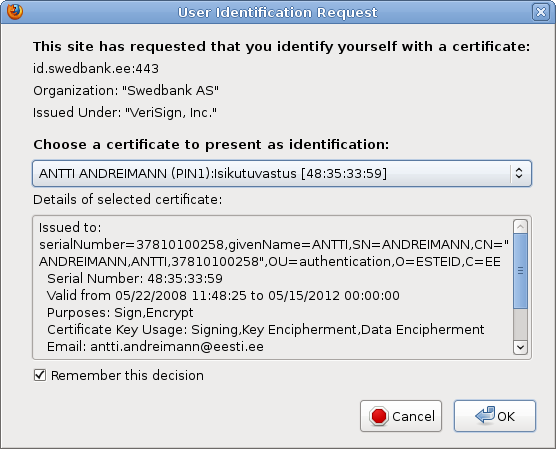 User Identification Request
This site has requested that you identify yourself with a certificate:
id.swedbank.ee:443
Organization: "Swedbank AS"
Issued Under: "VeriSign, Inc."
Choose a certificate to present as identification:
ANTTI ANDREIMANN (PIN1):Isikutuvastus [48:35:33:59]
Details of selected certificate:
Issued to:
serialNumber=37810100258,givenName=ANTTI,SN=ANDREIMANN,CN="
ANDREIMANN,ANTTI,37810100258",OU=authentication,O=ESTEID,C=EE
Serial Number: 48:35:33:59
Valid from 05/22/2008 11:48:25 to 05/15/2012 00:00:00
Purposes: Sign,Encrypt
Certificate Key Usage: Signing,Key Encipherment,Data Encipherment
Email: antti.andreimann@eesti.ee
Remember this decision
Cancel
OK